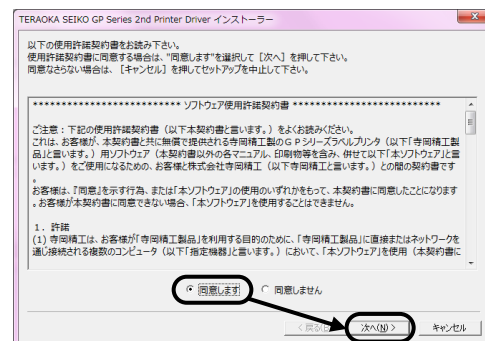 TERAOKA SEIKO GP Series 2nd Printer Driver インストーラー
以下の使用許諾契約書をお読み下さい。
使用許諾契約書に同意する場合は、"同意します"を選択して [次へ] を押して下さい。
同意なさらない場合は、[キャンセル] を押してセットアップを中止して下さい。
************************** ソフトウェア使用許諾契約書 **************************
ご注意：下記の使用許諾契約書（以下本契約書と言います。）をよくお読みください。
これは、お客様が、本契約書と共に無償で提供される寺岡精工製のＧＰシリーズラベルプリンタ（以下「寺岡精工製
品」と言います。）用ソフトウェア（本契約書以外の各マニュアル、印刷物等を含み、併せて以下「本ソフトウェア」と言
います。）をご使用になるための、お客様と株式会社寺岡精工（以下寺岡精工と言います。）との間の契約書です
。
お客様は、『同意』を示す行為、または「本ソフトウェア」の使用のいずれかをもって、本契約書に同意したことになります
。お客様が本契約書に同意できない場合、「本ソフトウェア」を使用することはできません。
１．許諾
(1) 寺岡精工は、お客様が「寺岡精工製品」を利用する目的のために、「寺岡精工製品」に直接またはネットワークを
通じ接続される複数のコンピュータ（以下「指定機器」と言います。）において、「本ソフトウェア」を使用（本契約書に
同意します 同意しません
< 戻る(B) 次へ(N) > キャンセル